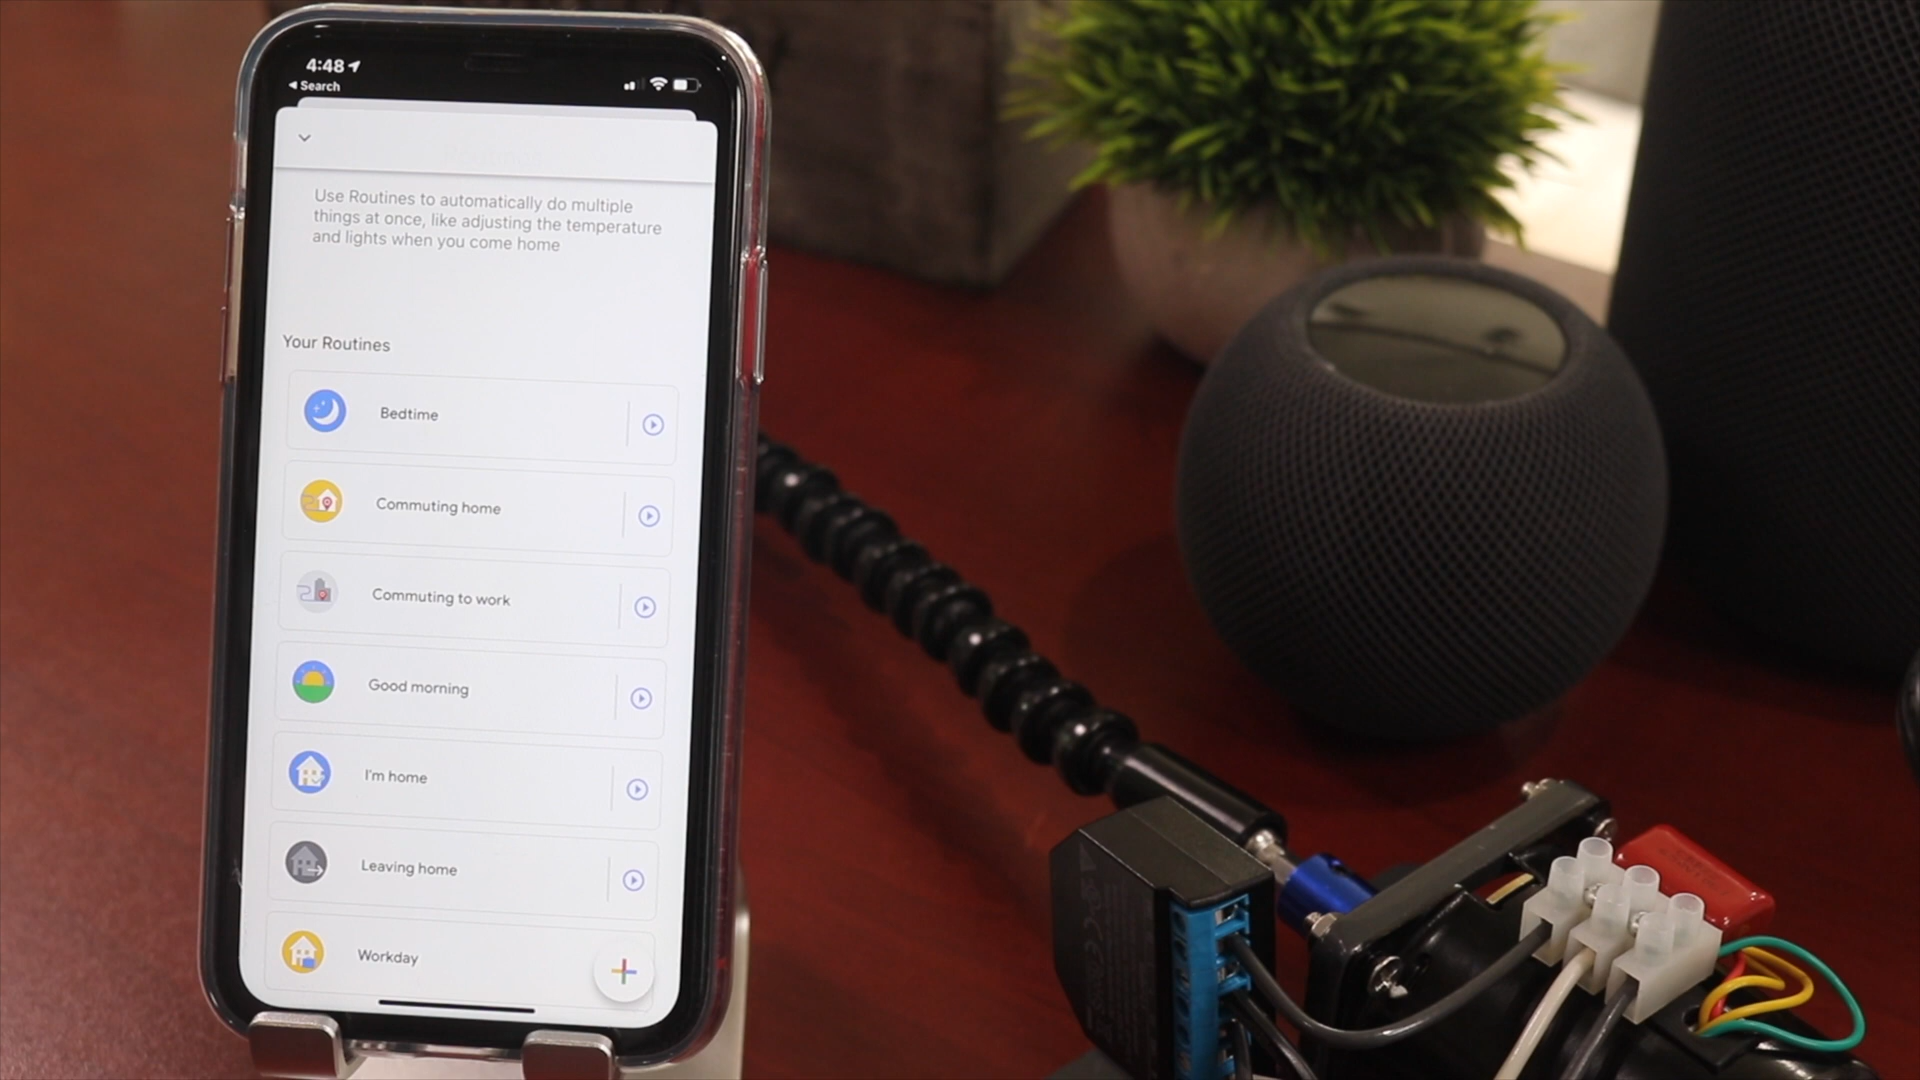 4:48
Search
Use Routines to automatically do multiple
things at once, like adjusting the temperature
and lights when you come home
Your Routines
Bedtime
Commuting home
Commuting to work
Good morning
I'm home
Leaving home
Workday